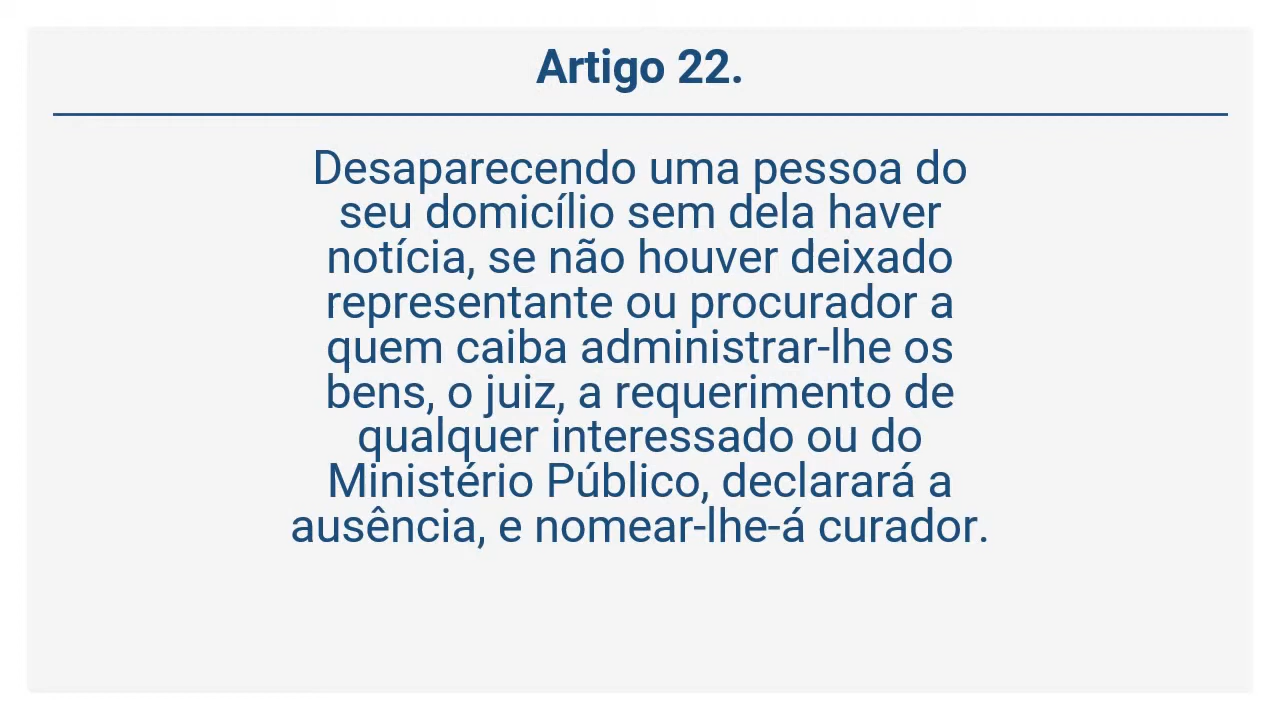 Artigo 22.
Desaparecendo uma pessoa do
seu domicílio sem dela haver
notícia, se não houver deixado
representante ou procurador a
quem caiba administrar-lhe os
bens, o juiz, a requerimento de
qualquer interessado ou do
Ministério Público, declarará a
ausência, e nomear-lhe-á curador.